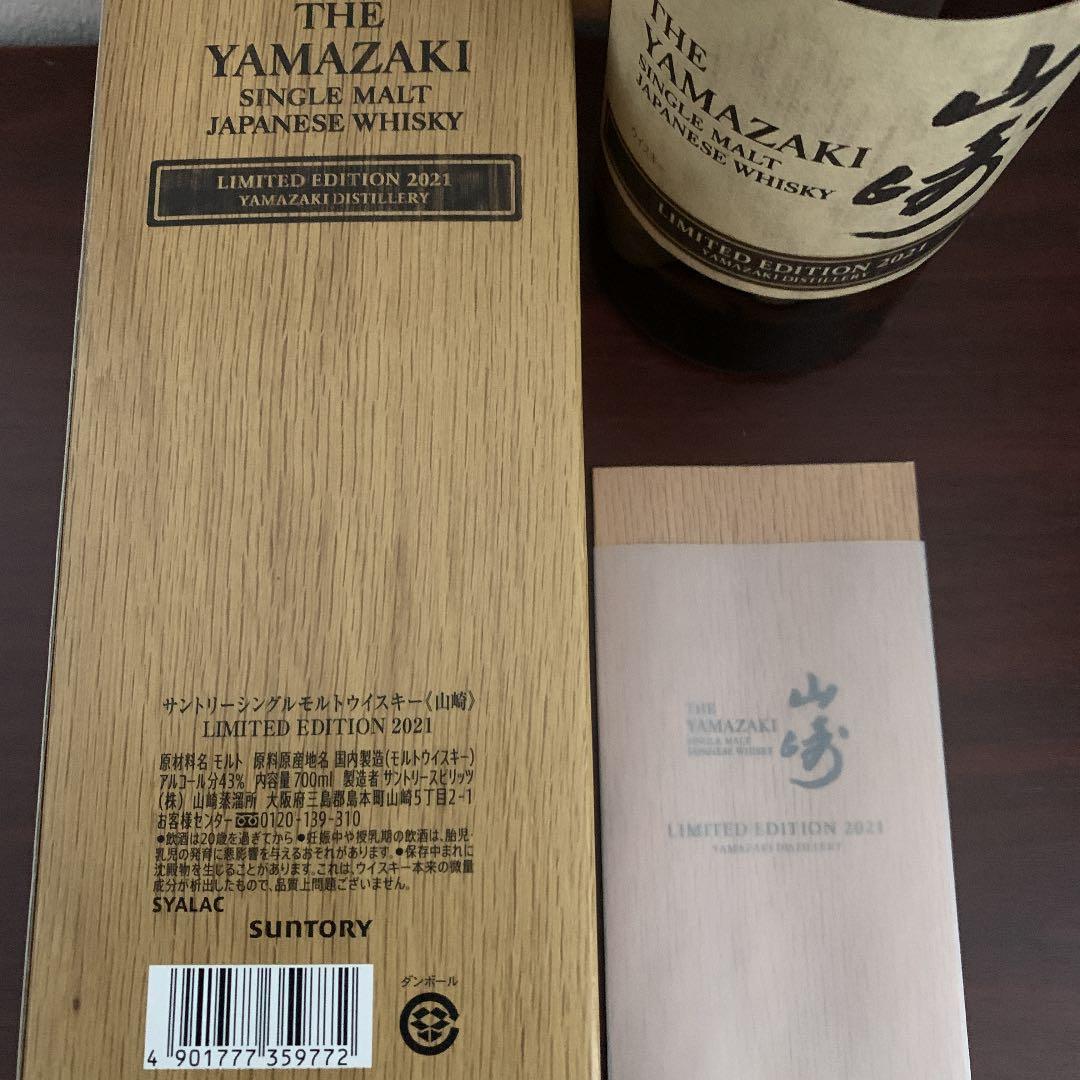 THE
YAMAZAKI
SINGLE MALT
JAPANESE WHISKY
LIMITED EDITION 2021
YAMAZAKI DISTILLERY
サントリーシングルモルトウイスキー《山崎》
LIMITED EDITION 2021
原材料名 モルト 原料原産地名 国内製造(モルトウイスキー)
アルコール分43% 内容量700ml 製造者 サントリースピリッツ
(株) 山崎蒸溜所 大阪府三島郡島本町山崎5丁目2-1
お客様センター 0120-139-310
●飲酒は20歳を過ぎてから。●妊娠中や授乳期の飲酒は、胎児・
乳児の発育に悪影響を与えるおそれがあります。●保存中まれに
沈殿物を生じることがあります。これは、ウイスキー本来の微量
成分が析出したもので、品質上問題ございません。
SYALAC
SUNTORY
ダンボール
4 901777 359772
THE
YAMAZAKI
SINGLE MALT
JAPANESE WHISKY
ウイスキー
山崎
LIMITED EDITION 2021
YAMAZAKI DISTILLERY
THE
YAMAZAKI
SINGLE MALT
JAPANESE WHISKY
山崎
LIMITED EDITION 2021
YAMAZAKI DISTILLERY